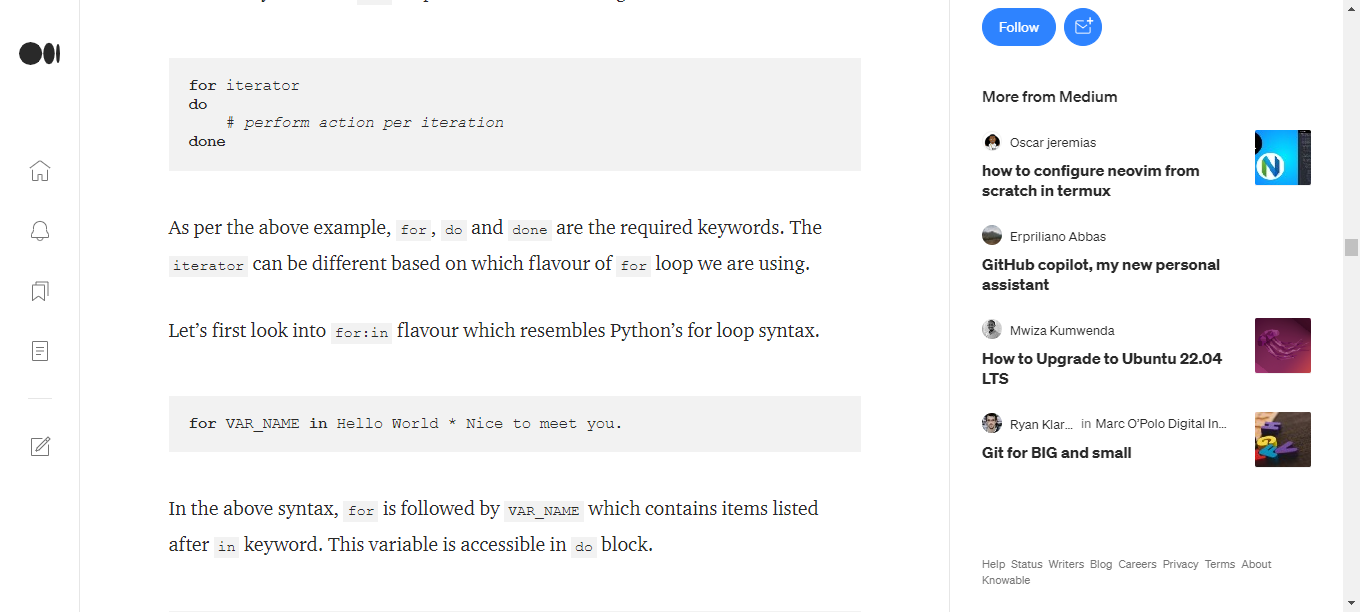 for iterator
do
# perform action per iteration
done
As per the above example, for, do and done are the required keywords. The
iterator can be different based on which flavour of for loop we are using.
Let’s first look into for:in flavour which resembles Python’s for loop syntax.
for VAR_NAME in Hello World * Nice to meet you.
In the above syntax, for is followed by VAR_NAME which contains items listed
after in keyword. This variable is accessible in do block.
Follow
More from Medium
Oscar jeremias
how to configure neovim from
scratch in termux
Erpriliano Abbas
GitHub copilot, my new personal
assistant
Mwiza Kumwenda
How to Upgrade to Ubuntu 22.04
LTS
Ryan Klar... in Marc O’Polo Digital In...
Git for BIG and small
Help Status Writers Blog Careers Privacy Terms About
Knowable